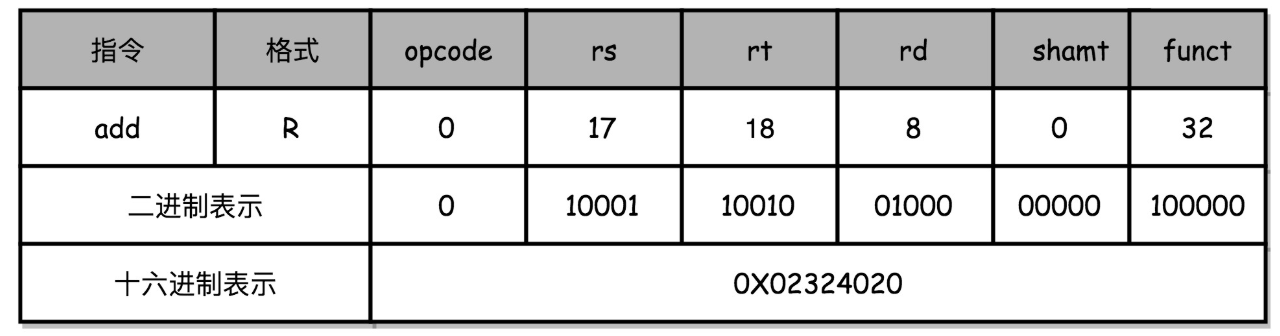 指令 格式 opcode rs rt rd shamt funct
add R 0 17 18 8 0 32
二进制表示 0 10001 10010 01000 00000 100000
十六进制表示 0X02324020